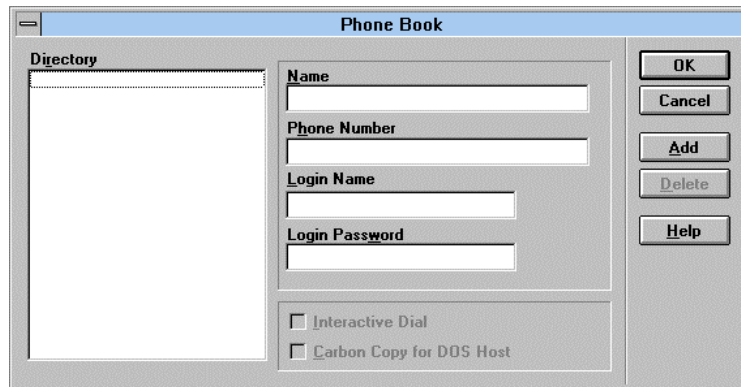 Phone Book
Directory
Name
Phone Number
Login Name
Login Password
Interactive Dial
Carbon Copy for DOS Host
OK
Cancel
Add
Delete
Help